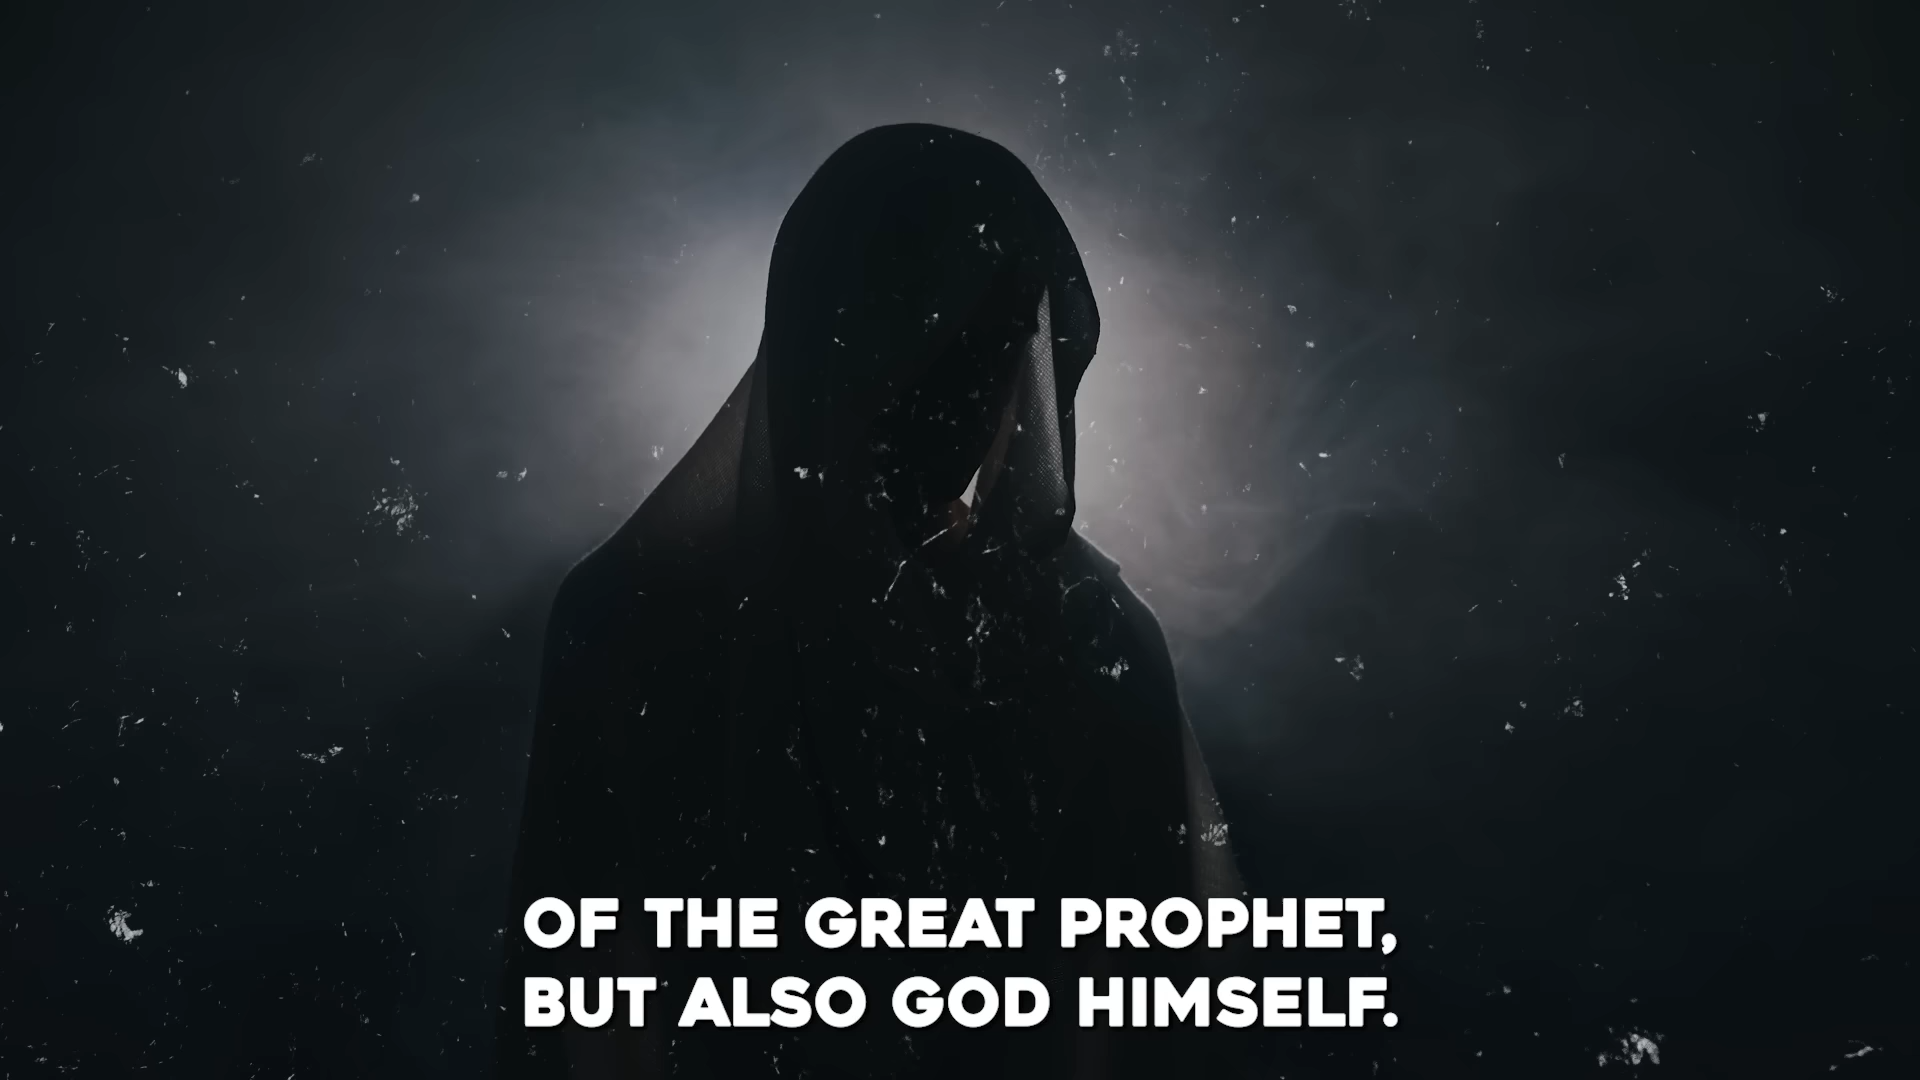 OF THE GREAT PROPHET,
BUT ALSO GOD HIMSELF.